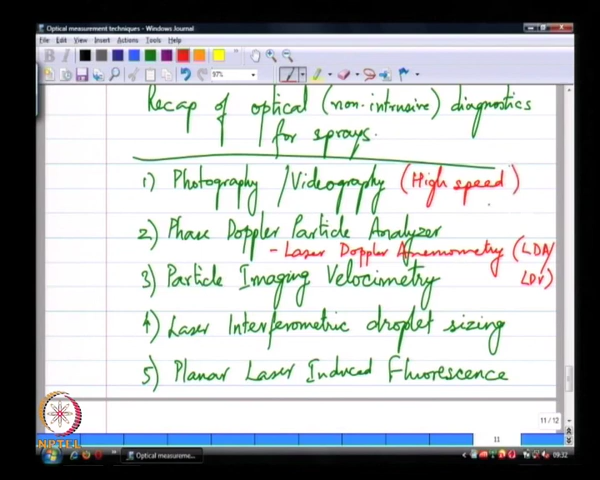 Optical measurement techniques - Windows Journal
File Edit View Insert Actions Tools Help
97%
Recap of optical (non-intrusive) diagnostics
for sprays.
1) Photography / Videography (High speed)
2) Phase Doppler Particle Analyzer
- Laser Doppler Anemometry (LDA/
LDV)
3) Particle Imaging Velocimetry
4) Laser Interferometric droplet sizing
5) Planar Laser Induced Fluorescence
11 / 12
11
NPTEL
Optical measureme...
09:32